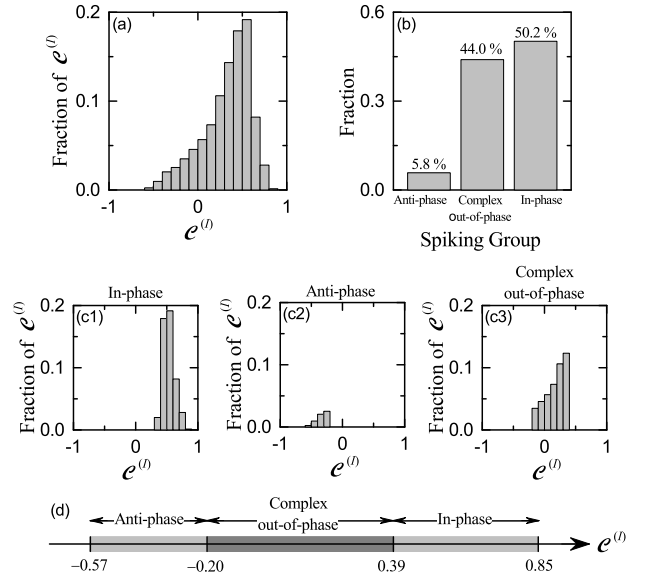 (a)
Fraction of 𝒞 (I)
0.2
0.1
0.0
-1 0 1
𝒞 (I)
(b)
Fraction
0.6
0.3
0.0
5.8 %
44.0 %
50.2 %
Anti-phase
Complex
out-of-phase
In-phase
Spiking Group
In-phase
(c1)
Fraction of 𝒞 (I)
0.2
0.1
0.0
-1 0 1
𝒞 (I)
Anti-phase
(c2)
Fraction of 𝒞 (I)
0.2
0.1
0.0
-1 0 1
𝒞 (I)
Complex
out-of-phase
(c3)
Fraction of 𝒞 (I)
0.2
0.1
0.0
-1 0 1
𝒞 (I)
(d)
Anti-phase
Complex
out-of-phase
In-phase
𝒞 (I)
−0.57 −0.20 0.39 0.85